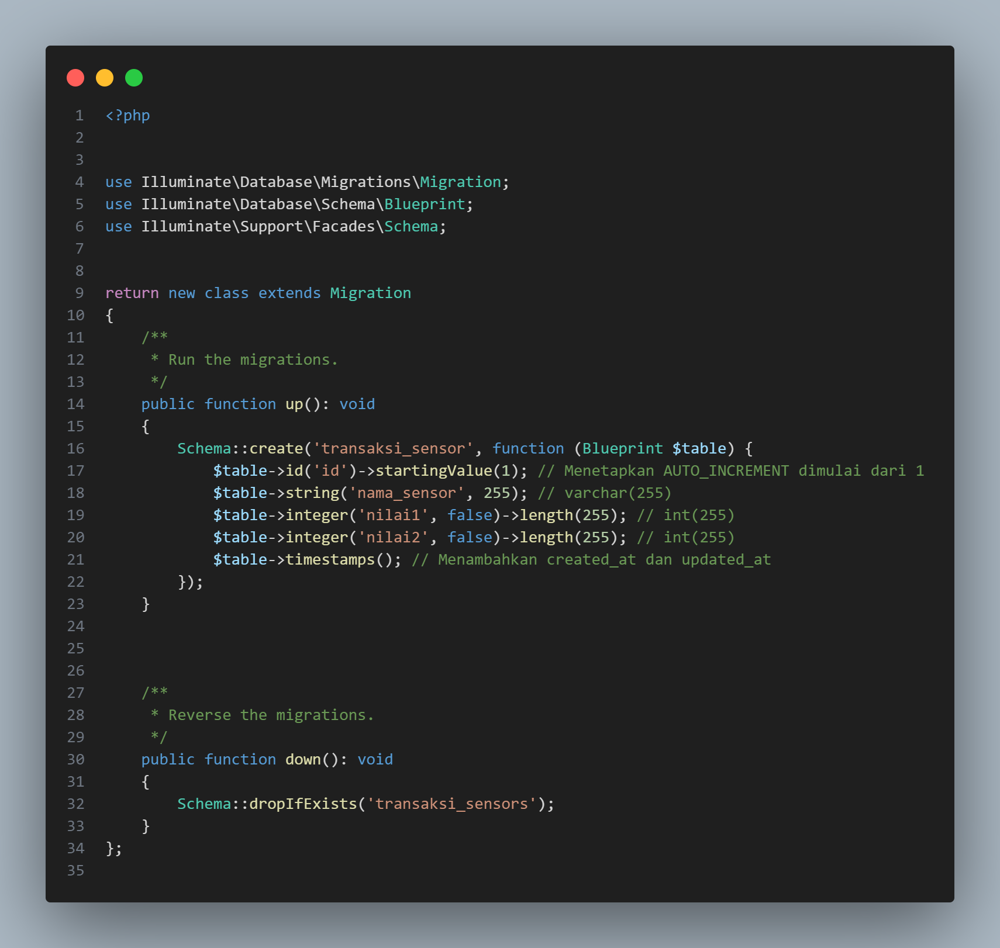 1 <?php
2
3
4 use Illuminate\Database\Migrations\Migration;
5 use Illuminate\Database\Schema\Blueprint;
6 use Illuminate\Support\Facades\Schema;
7
8
9 return new class extends Migration
10 {
11     /**
12      * Run the migrations.
13      */
14     public function up(): void
15     {
16         Schema::create('transaksi_sensor', function (Blueprint $table) {
17             $table->id('id')->startingValue(1); // Menetapkan AUTO_INCREMENT dimulai dari 1
18             $table->string('nama_sensor', 255); // varchar(255)
19             $table->integer('nilai1', false)->length(255); // int(255)
20             $table->integer('nilai2', false)->length(255); // int(255)
21             $table->timestamps(); // Menambahkan created_at dan updated_at
22         });
23     }
24
25
26
27     /**
28      * Reverse the migrations.
29      */
30     public function down(): void
31     {
32         Schema::dropIfExists('transaksi_sensors');
33     }
34 };
35